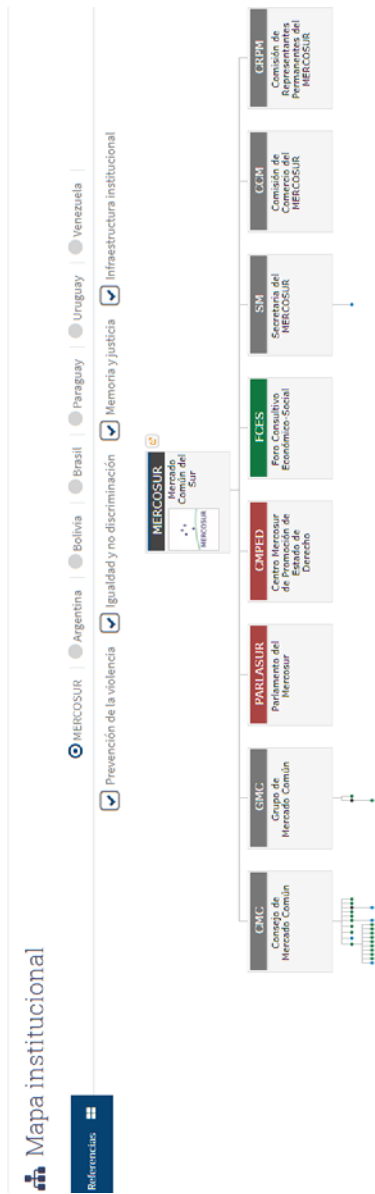 Mapa institucional
Referencias
MERCOSUR
Argentina
Bolivia
Brasil
Paraguay
Uruguay
Venezuela
Prevención de la violencia
Igualdad y no discriminación
Memoria y justicia
Infraestructura institucional
MERCOSUR
MERCOSUR
Mercado
Común del
Sur
CMC
Consejo de
Mercado Común
GMC
Grupo de
Mercado Común
PARLASUR
Parlamento del
Mercosur
CMPED
Centro Mercosur
de Promoción de
Estado de
Derecho
FCES
Foro Consultivo
Económico-Social
SM
Secretaría del
MERCOSUR
CCM
Comisión de
Comercio del
MERCOSUR
CRPM
Comisión de
Representantes
Permanentes del
MERCOSUR